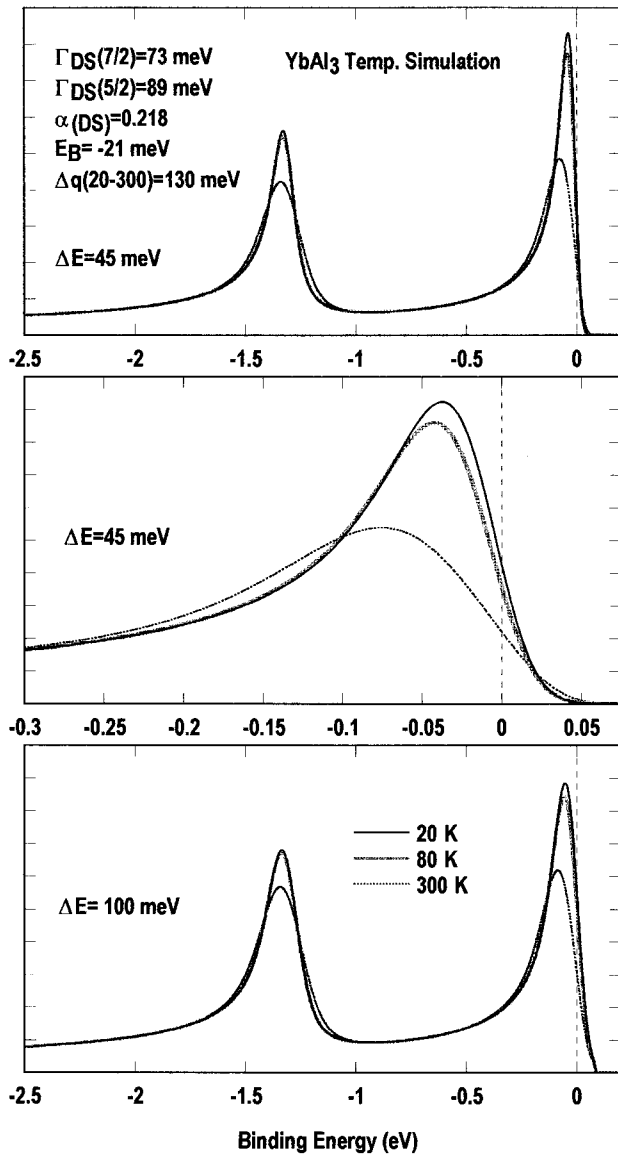 ΓDS(7/2)=73 meV
YbAl3 Temp. Simulation
ΓDS(5/2)=89 meV
α(DS)=0.218
EB= -21 meV
Δq(20-300)=130 meV
ΔE=45 meV
-2.5 -2 -1.5 -1 -0.5 0
ΔE=45 meV
-0.3 -0.25 -0.2 -0.15 -0.1 -0.05 0 0.05
20 K
80 K
300 K
ΔE= 100 meV
-2.5 -2 -1.5 -1 -0.5 0
Binding Energy (eV)